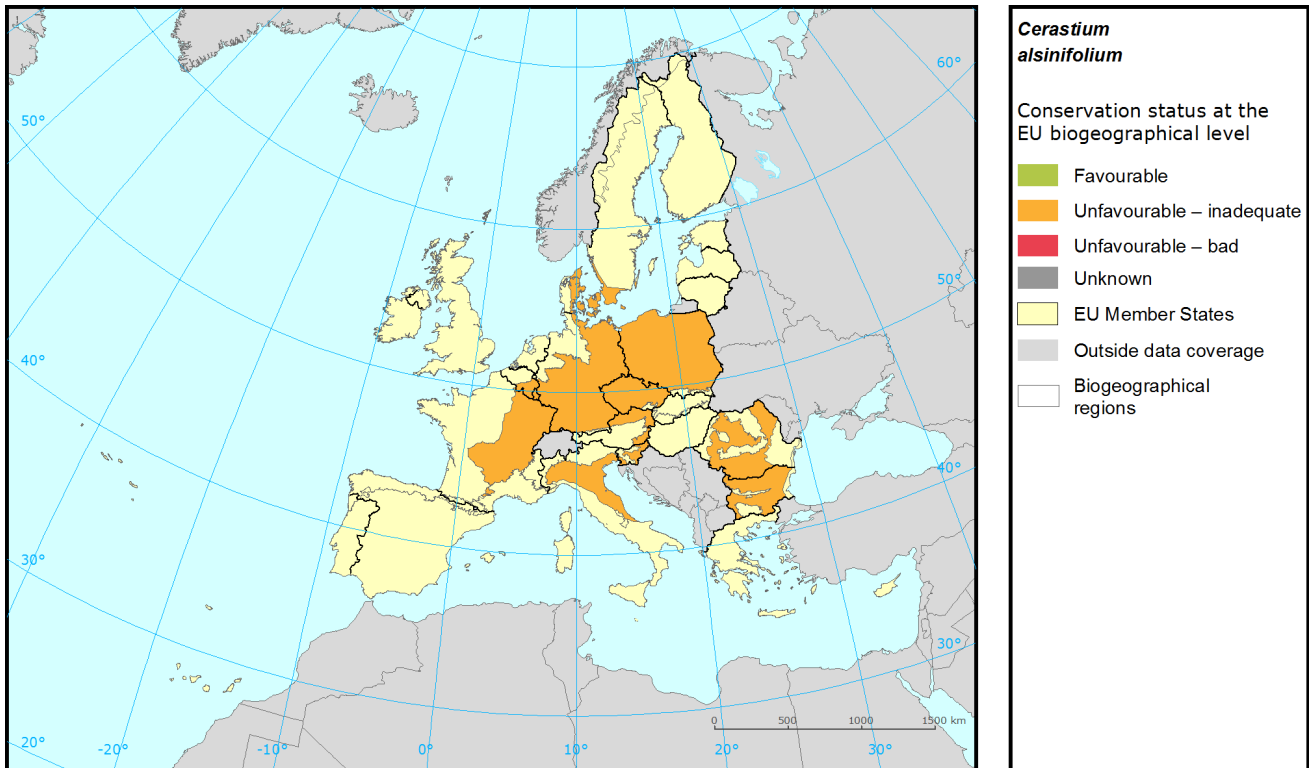 Cerastium
alsinifolium
Conservation status at the
EU biogeographical level
Favourable
Unfavourable – inadequate
Unfavourable – bad
Unknown
EU Member States
Outside data coverage
Biogeographical
regions
60°
50°
50°
40°
40°
30°
30°
20°
-20°
-10°
0°
10°
20°
30°
0
500
1000
1500 km